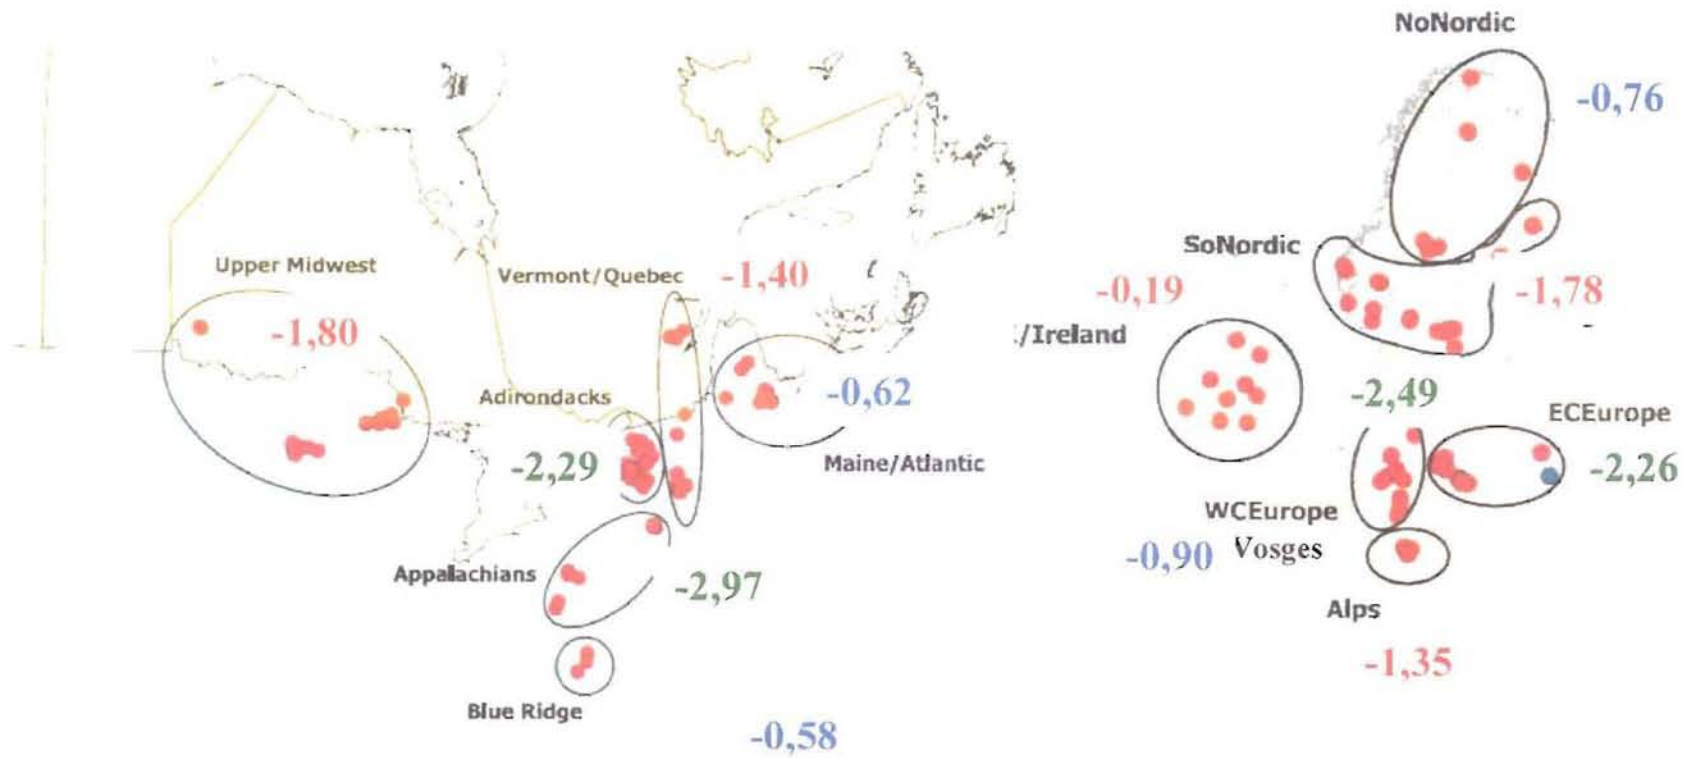 NoNordic
-0,76
Upper Midwest
-1,80
Vermont/Quebec
-1,40
SoNordic
-0,19
-1,78
/Ireland
Adirondacks
-0,62
-2,49
ECEurope
-2,29
Maine/Atlantic
-2,26
WCEurope
-0,90
Vosges
Appalachians
-2,97
Alps
-1,35
Blue Ridge
-0,58